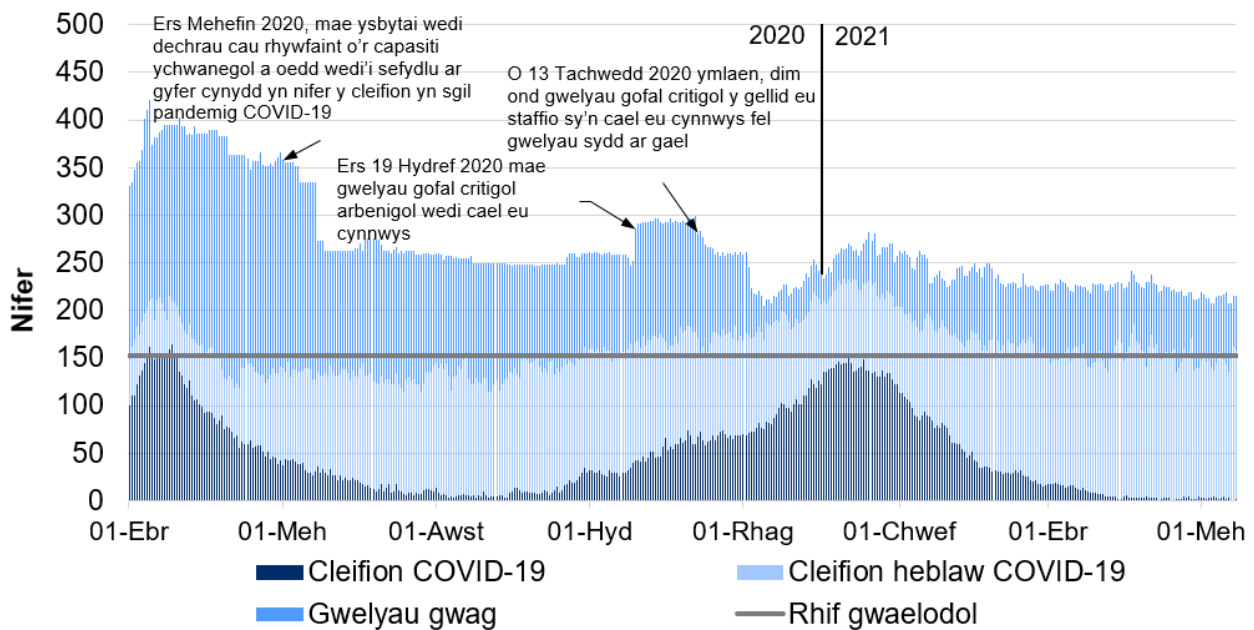 500
450
400
350
300
250
200
150
100
50
0
Nifer
Ers Mehefin 2020, mae ysbytai wedi
dechrau cau rhywfaint o'r capasiti
ychwanegol a oedd wedi'i sefydlu ar
gyfer cynydd yn nifer y cleifion yn sgil
pandemig COVID-19
Ers 19 Hydref 2020 mae
gwelyau gofal critigol
arbenigol wedi cael eu
cynnwys
O 13 Tachwedd 2020 ymlaen, dim
ond gwelyau gofal critigol y gellid eu
staffio sy'n cael eu cynnwys fel
gwelyau sydd ar gael
2020 2021
01-Ebr 01-Meh 01-Awst 01-Hyd 01-Rhag 01-Chwef 01-Ebr 01-Meh
Cleifion COVID-19 Cleifion heblaw COVID-19
Gwelyau gwag Rhif gwaelodol